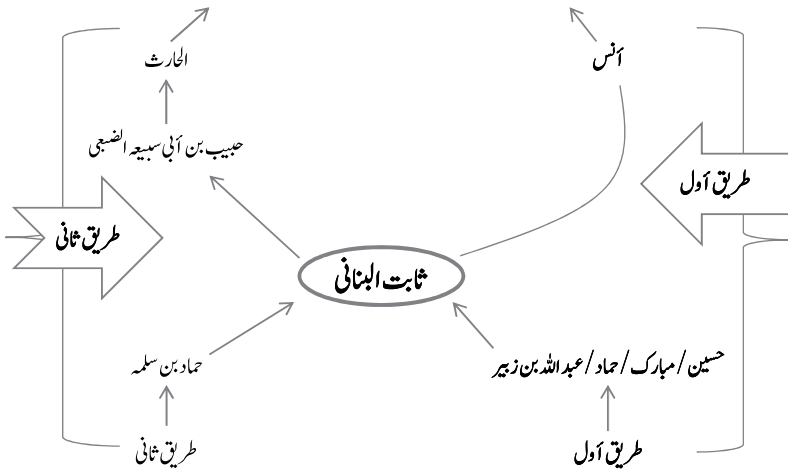 أنس
الحارث
حبیب بن أبی سبیعہ الضبعی
طریق أول
طریق ثانی
ثابت البنانی
حسین / مبارک / حماد / عبد اللہ بن زبیر
حماد بن سلمہ
طریق أول
طریق ثانی